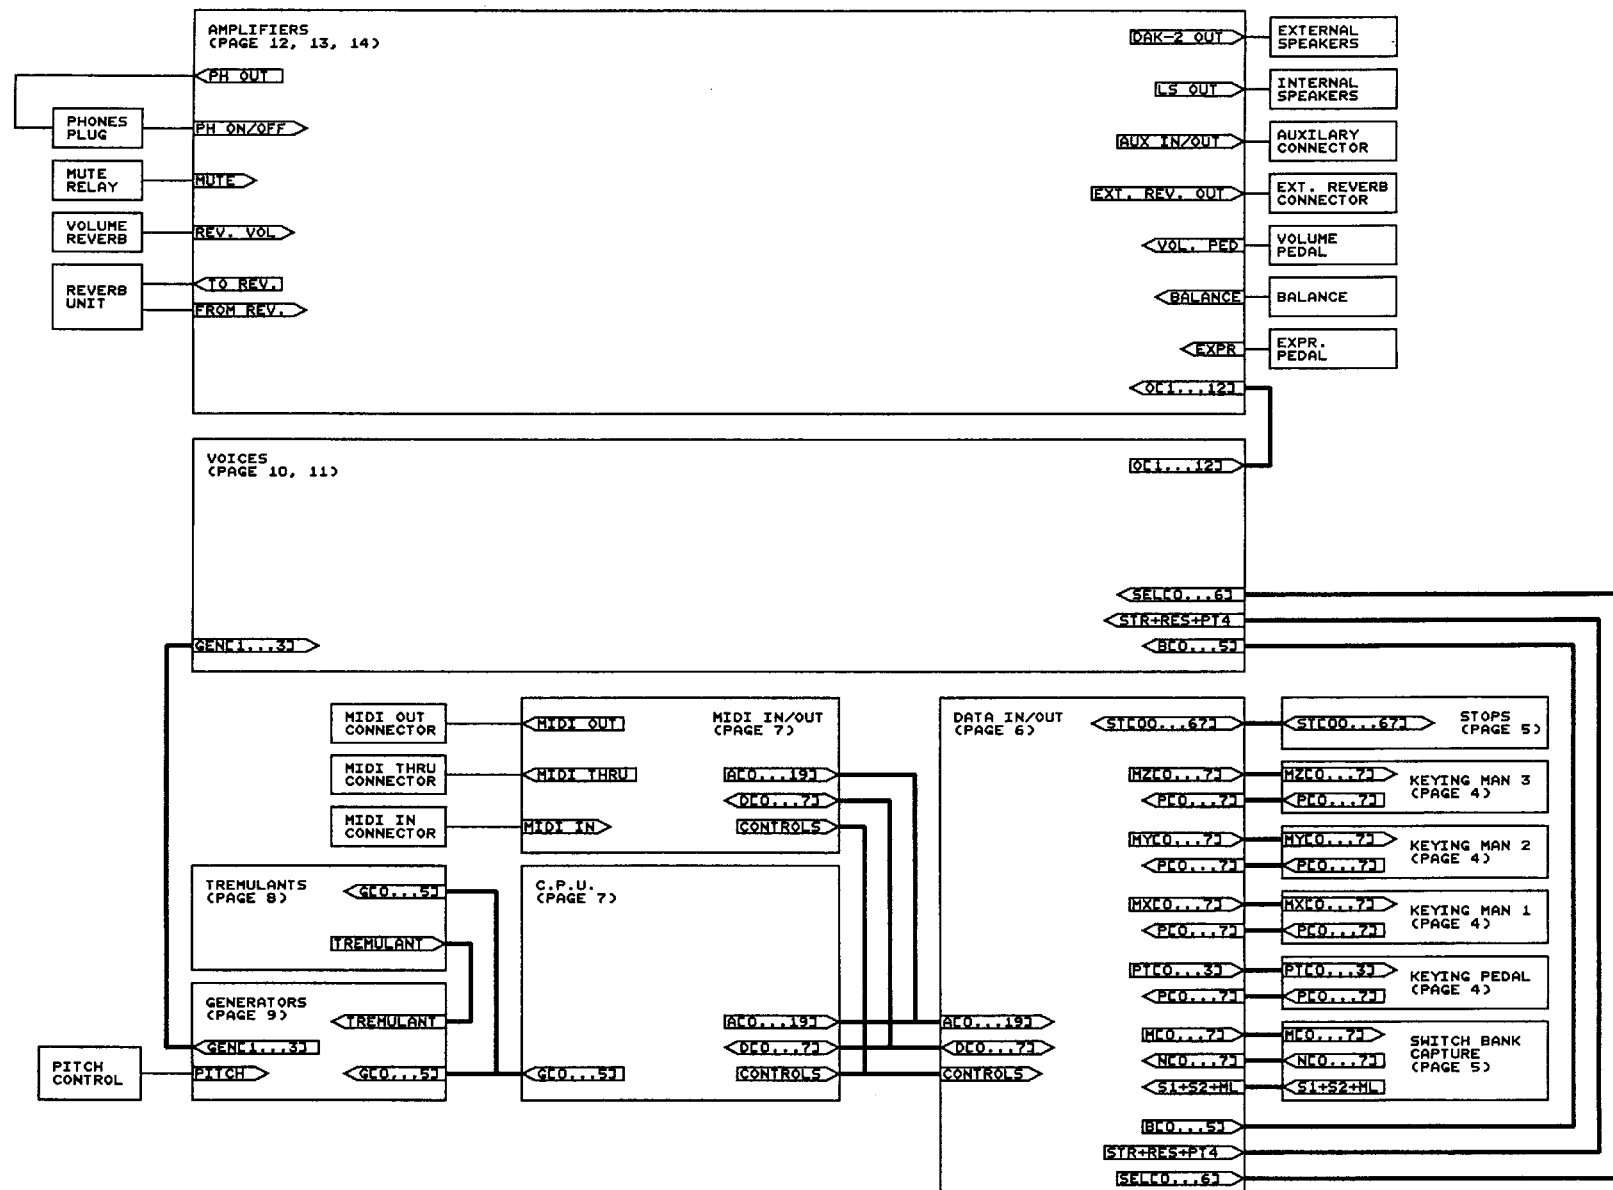 AMPLIFIERS
(PAGE 12, 13, 14)
PH OUT
PHONES
PLUG
PH ON/OFF
MUTE
RELAY
MUTE
VOLUME
REVERB
REV. VOL
REVERB
UNIT
TO REV.
FROM REV.
DAK-2 OUT
EXTERNAL
SPEAKERS
LS OUT
INTERNAL
SPEAKERS
AUX IN/OUT
AUXILARY
CONNECTOR
EXT. REV. OUT
EXT. REVERB
CONNECTOR
VOL. PED
VOLUME
PEDAL
BALANCE
BALANCE
EXPR
EXPR.
PEDAL
O[1...12]
VOICES
(PAGE 10, 11)
O[1...12]
SEL[0...6]
STR+RES+PT4
B[0...5]
GEN[1...3]
MIDI OUT
CONNECTOR
MIDI THRU
CONNECTOR
MIDI IN
CONNECTOR
MIDI IN/OUT
(PAGE 7)
MIDI OUT
MIDI THRU
MIDI IN
A[0...19]
D[0...7]
CONTROLS
TREMULANTS
(PAGE 8)
G[0...5]
TREMULANT
GENERATORS
(PAGE 9)
TREMULANT
GEN[1...3]
PITCH
G[0...5]
PITCH
CONTROL
C.P.U.
(PAGE 7)
A[0...19]
D[0...7]
G[0...5]
CONTROLS
DATA IN/OUT
(PAGE 6)
A[0...19]
D[0...7]
CONTROLS
ST[00...67]
ST[00...67]
STOPS
(PAGE 5)
MZ[0...7]
P[0...7]
MZ[0...7]
P[0...7]
KEYING MAN 3
(PAGE 4)
MY[0...7]
P[0...7]
MY[0...7]
P[0...7]
KEYING MAN 2
(PAGE 4)
MX[0...7]
P[0...7]
MX[0...7]
P[0...7]
KEYING MAN 1
(PAGE 4)
PT[0...3]
P[0...7]
PT[0...3]
P[0...7]
KEYING PEDAL
(PAGE 4)
M[0...7]
N[0...7]
S1+S2+ML
M[0...7]
N[0...7]
S1+S2+ML
SWITCH BANK
CAPTURE
(PAGE 5)
B[0...5]
STR+RES+PT4
SEL[0...6]